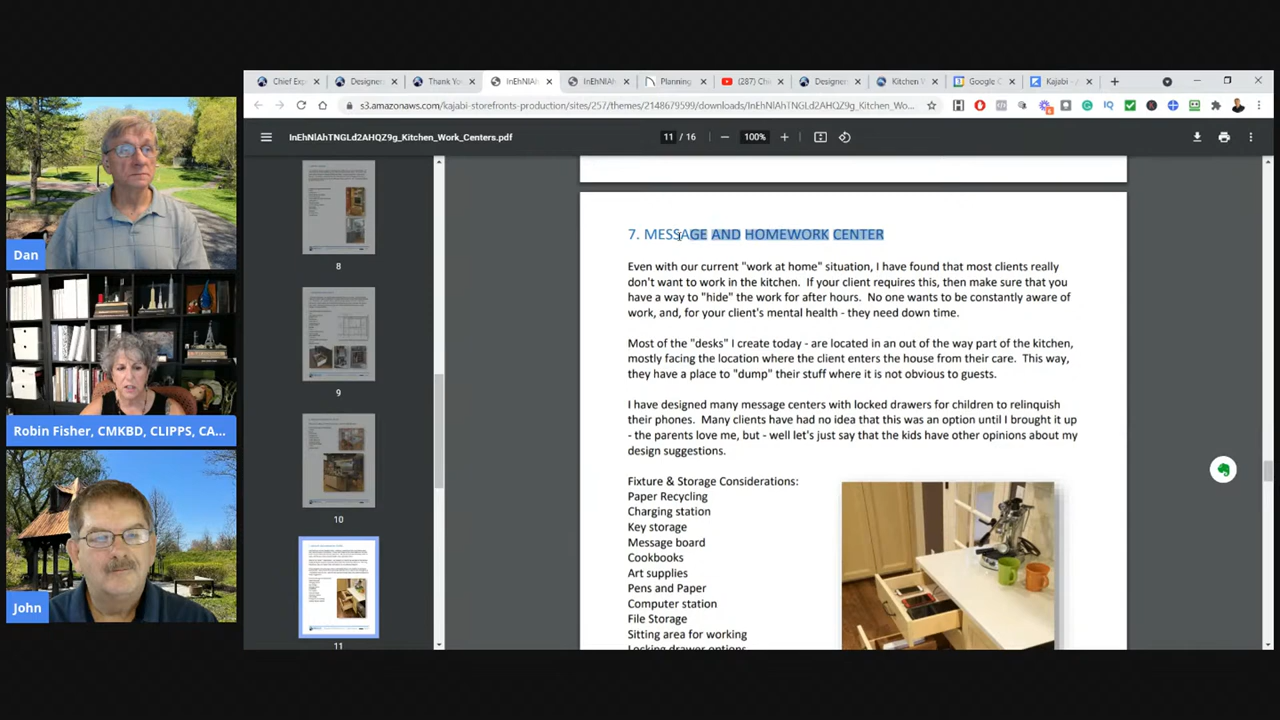 Chief Exp
Designer
Thank Yo
InEhNlAH
InEhNlAH
Planning
(287) Chi
Designer
Kitchen W
Google C
Kajabi - /
s3.amazonaws.com/kajabi-storefronts-production/sites/257/themes/2148679599/downloads/InEhNlAhTNGLd2AHQZ9g_Kitchen_Wo...
InEhNlAhTNGLd2AHQZ9g_Kitchen_Work_Centers.pdf
11 / 16
100%
Dan
Robin Fisher, CMKBD, CLIPPS, CA...
John
8
9
10
11
7. MESSAGE AND HOMEWORK CENTER
Even with our current "work at home" situation, I have found that most clients really
don't want to work in the kitchen. If your client requires this, then make sure that you
have a way to "hide" the work for after hours. No one wants to be constantly aware of
work, and, for your client's mental health - they need down time.
Most of the "desks" I create today - are located in an out of the way part of the kitchen,
mostly facing the location where the client enters the house from their care. This way,
they have a place to "dump" their stuff where it is not obvious to guests.
I have designed many message centers with locked drawers for children to relinquish
their phones. Many clients have had no idea that this was an option until I brought it up
- the parents love me, but - well let's just say that the kids have other opinions about my
design suggestions.
Fixture & Storage Considerations:
Paper Recycling
Charging station
Key storage
Message board
Cookbooks
Art supplies
Pens and Paper
Computer station
File Storage
Sitting area for working
Locking drawer options